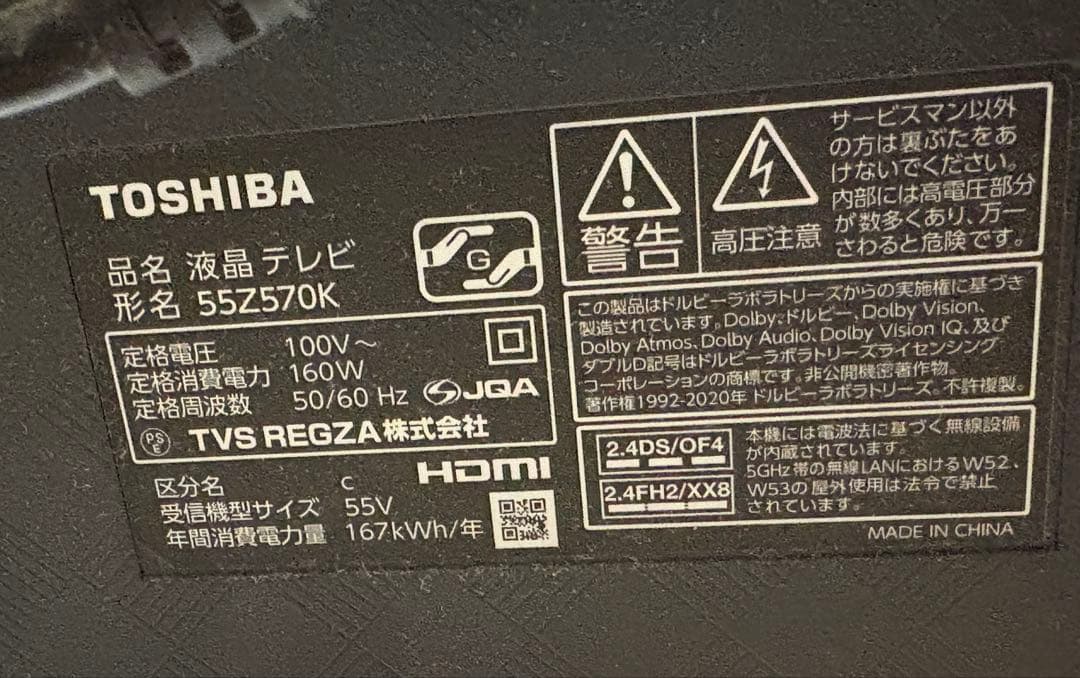 TOSHIBA
品名 液晶テレビ
形名 55Z570K
G
定格電圧 100V～
定格消費電力 160W
定格周波数 50/60 Hz
JQA
PS
E
TVS REGZA株式会社
HDMI
区分名 C
受信機型サイズ 55V
年間消費電力量 167kWh/年
警告
高圧注意
サービスマン以外
の方は裏ぶたをあ
けないでください。
内部には高電圧部分
が数多くあり、万一
さわると危険です。
この製品はドルビーラボラトリーズからの実施権に基づき
製造されています。Dolby、ドルビー、Dolby Vision、
Dolby Atmos、Dolby Audio、Dolby Vision IQ、及び
ダブルD記号はドルビーラボラトリーズライセンシング
コーポレーションの商標です。非公開機密著作物。
著作権1992-2020年 ドルビーラボラトリーズ。不許複製。
2.4DS/OF4
2.4FH2/XX8
本機には電波法に基づく無線設備
が内蔵されています。
5GHz帯の無線LANにおけるW52、
W53の屋外使用は法令で禁止
されています。
MADE IN CHINA